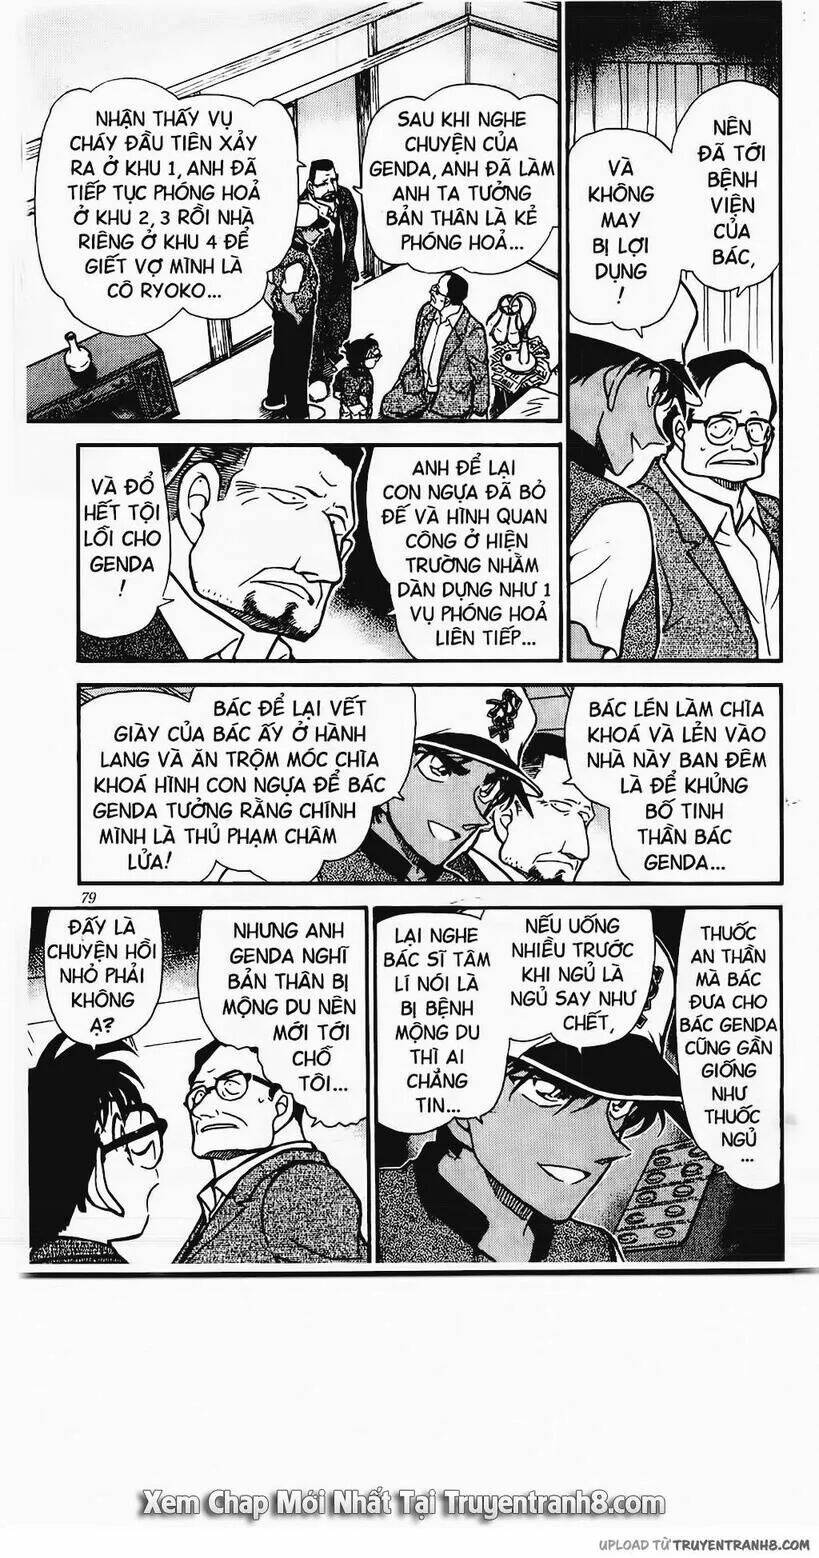 NÊN
ĐÃ TỚI
BỆNH
VIỆN
CỦA
BÁC,
VÀ
KHÔNG
MAY
BỊ LỢI
DỤNG
!
SAU KHI NGHE
CHUYỆN CỦA
GENDA, ANH ĐÃ LÀM
ANH TA TƯỞNG
BẢN THÂN LÀ KẺ
PHÓNG HOẢ...
NHẬN THẤY VỤ
CHÁY ĐẦU TIÊN XẢY
RA Ở KHU 1, ANH ĐÃ
TIẾP TỤC PHÓNG HOẢ
Ở KHU 2, 3 RỒI NHÀ
RIÊNG Ở KHU 4 ĐỂ
GIẾT VỢ MÌNH LÀ
CÔ RYOKO...
ANH ĐỂ LẠI
CON NGỰA ĐÃ BỎ
ĐẾ VÀ HÌNH QUAN
CÔNG Ở HIỆN
TRƯỜNG NHẰM
DÀN DỰNG NHƯ 1
VỤ PHÓNG HOẢ
LIÊN TIẾP...
VÀ ĐỔ
HẾT TỘI
LỖI CHO
GENDA
!
BÁC LÉN LÀM CHÌA
KHOÁ VÀ LẺN VÀO
NHÀ NÀY BAN ĐÊM
LÀ ĐỂ KHỦNG
BỐ TINH
THẦN BÁC
GENDA...
BÁC ĐỂ LẠI VẾT
GIÀY CỦA BÁC ẤY Ở HÀNH
LANG VÀ ĂN TRỘM MÓC CHÌA
KHOÁ HÌNH CON NGỰA ĐỂ BÁC
GENDA TƯỞNG RẰNG CHÍNH
MÌNH LÀ THỦ PHẠM CHÂM
LỬA!
79
THUỐC
AN THẦN
MÀ BÁC
ĐƯA CHO
BÁC GENDA
CŨNG GẦN
GIỐNG
NHƯ
THUỐC
NGỦ
...
NẾU UỐNG
NHIỀU TRƯỚC
KHI NGỦ LÀ
NGỦ SAY NHƯ
CHẾT,
LẠI NGHE
BÁC SĨ TÂM
LÍ NÓI LÀ
BỊ BỆNH
MỘNG DU
THÌ AI
CHẲNG
TIN...
NHƯNG ANH
GENDA NGHĨ
BẢN THÂN BỊ
MỘNG DU NÊN
MỚI TỚI
CHỖ
TÔI...
ĐẤY LÀ
CHUYỆN HỒI
NHỎ PHẢI
KHÔNG
Ạ?
Xem Chap Mới Nhất Tại Truyentranh8.com
UPLOAD TỪ TRUYENTRANH8.COM